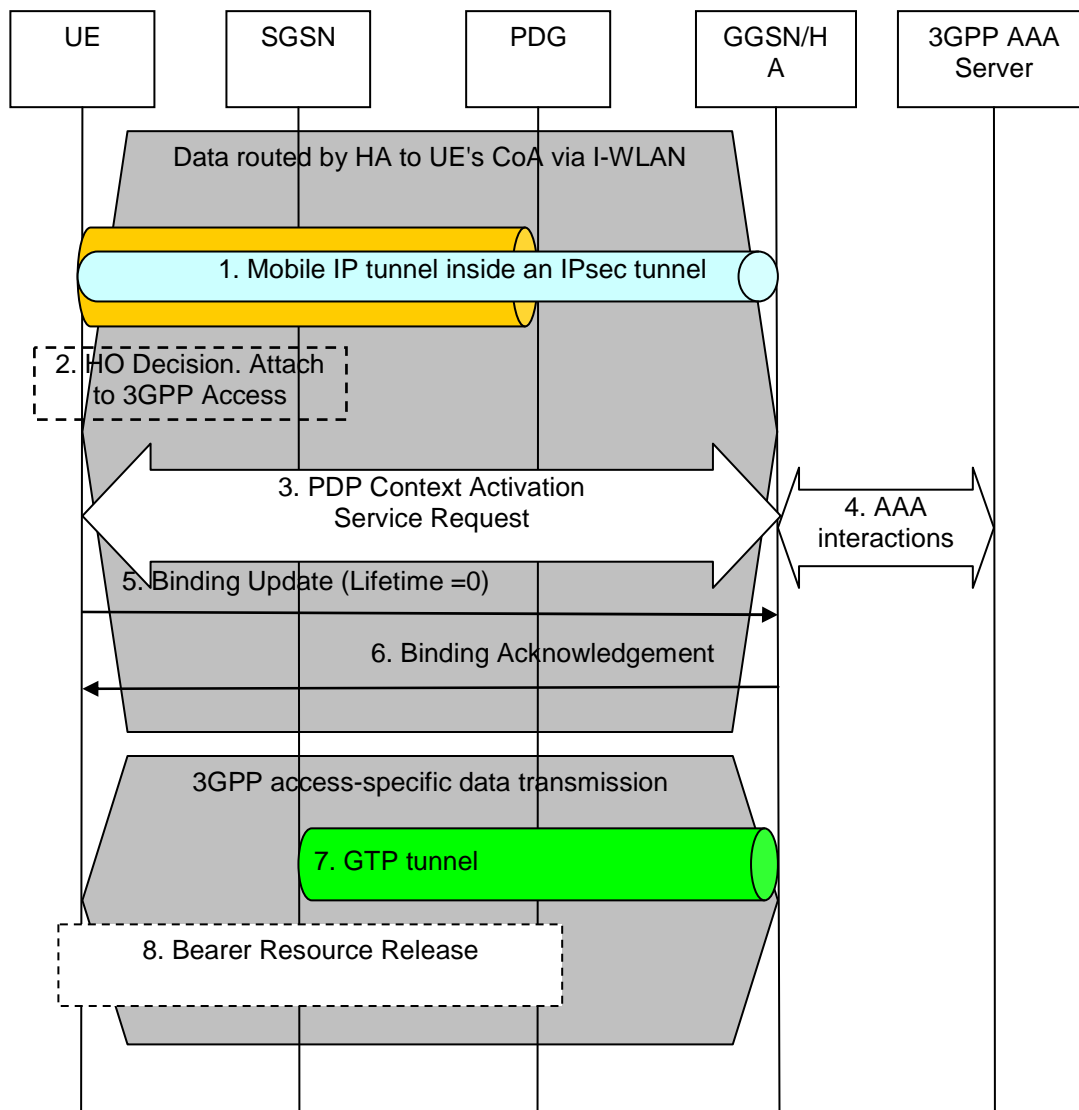 UE
SGSN
PDG
GGSN/H
A
3GPP AAA
Server
Data routed by HA to UE's CoA via I-WLAN
1. Mobile IP tunnel inside an IPsec tunnel
2. HO Decision. Attach
to 3GPP Access
3. PDP Context Activation
Service Request
4. AAA
interactions
5. Binding Update (Lifetime =0)
6. Binding Acknowledgement
3GPP access-specific data transmission
7. GTP tunnel
8. Bearer Resource Release